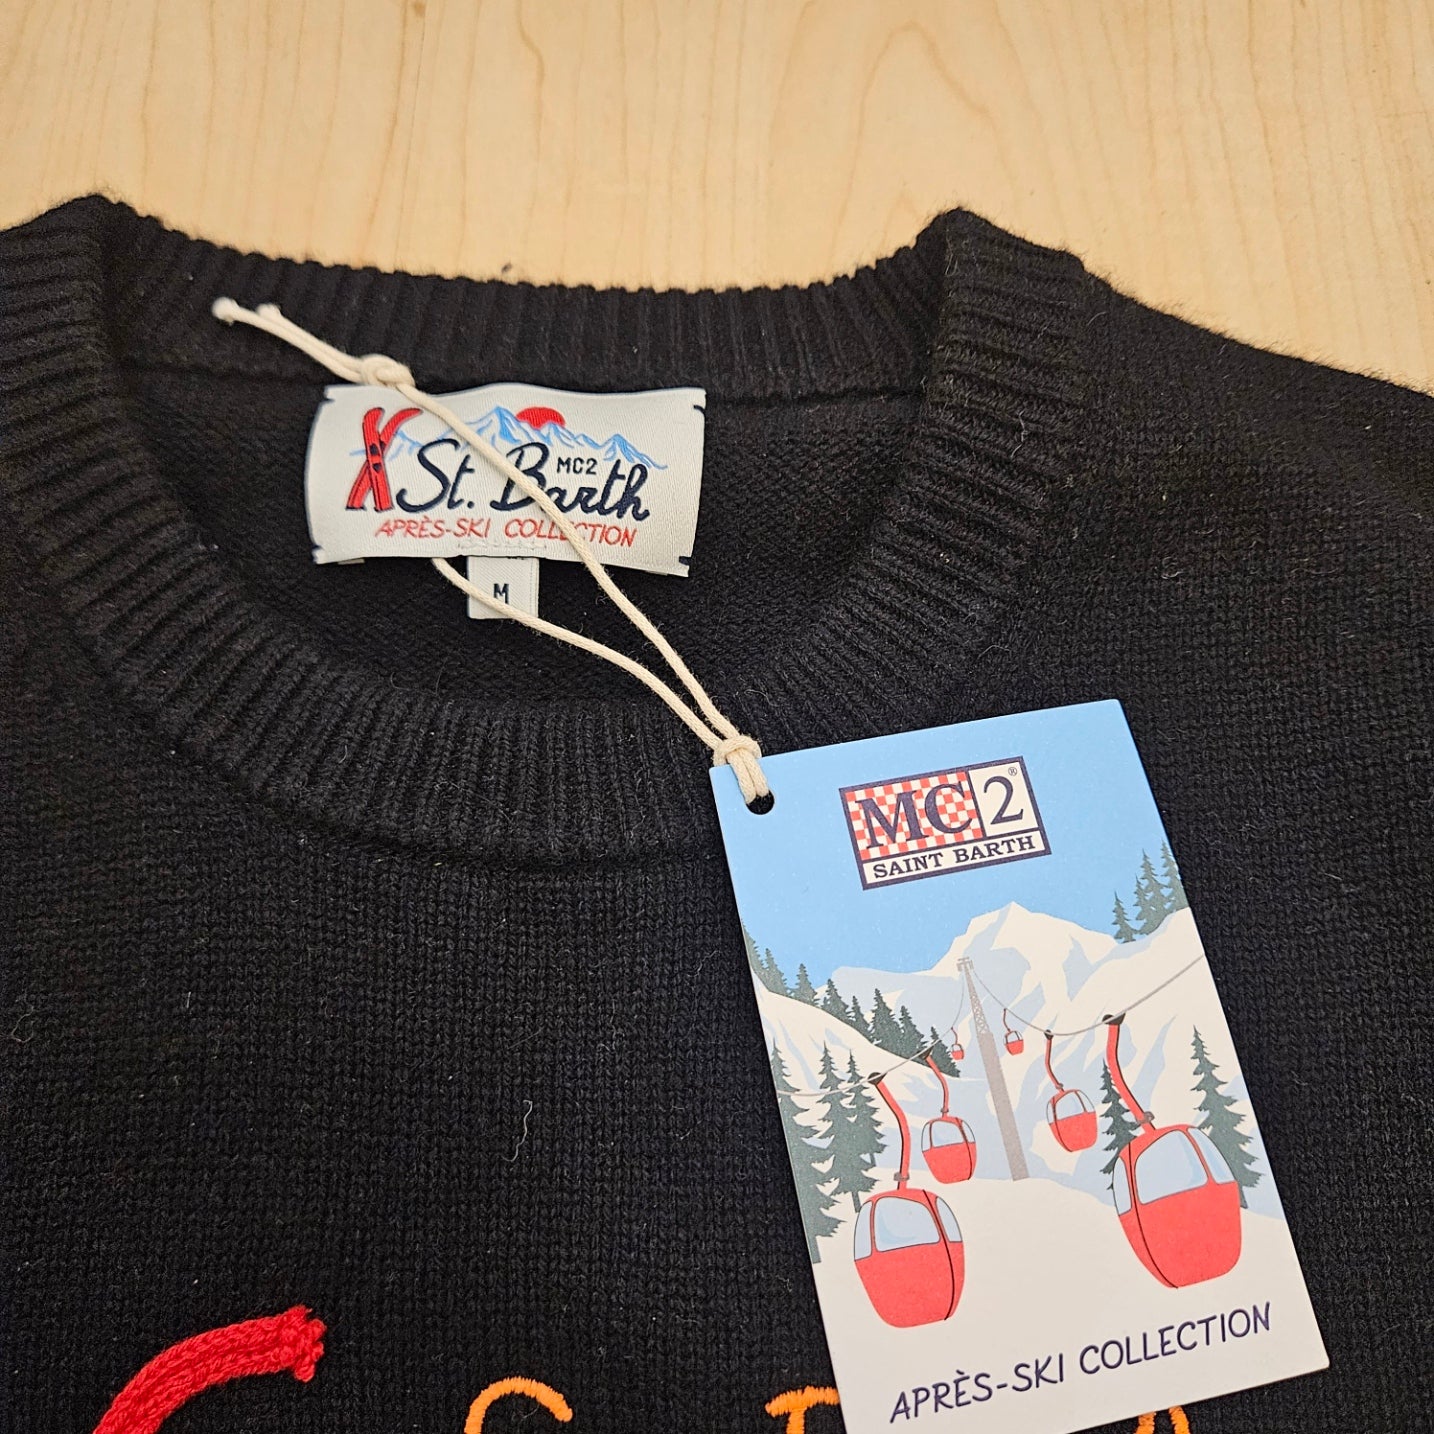 MC2
St. Barth
APRÈS-SKI COLLECTION
M
MC2®
SAINT BARTH
APRÈS-SKI COLLECTION